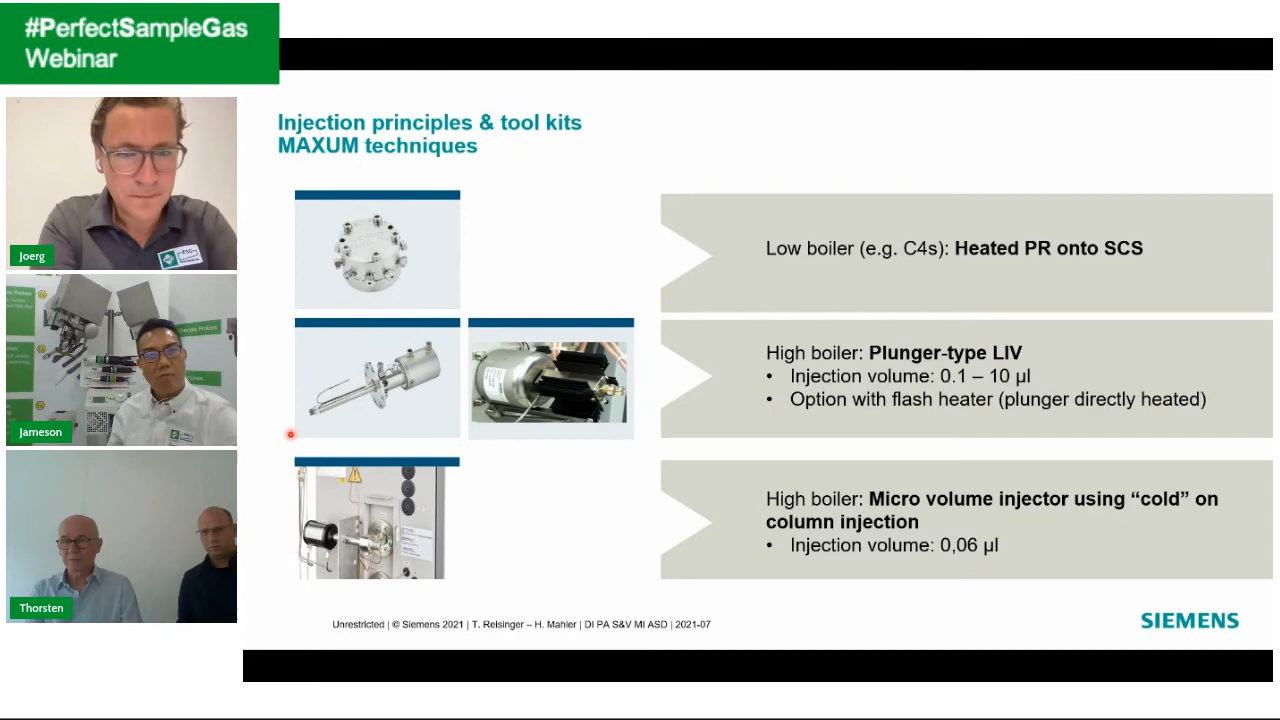 #PerfectSampleGas
Webinar
Joerg
Jameson
Thorsten
Injection principles & tool kits
MAXUM techniques
Low boiler (e.g. C4s): Heated PR onto SCS
High boiler: Plunger-type LIV
• Injection volume: 0.1 – 10 µl
• Option with flash heater (plunger directly heated)
High boiler: Micro volume injector using “cold” on
column injection
• Injection volume: 0,06 µl
Unrestricted | © Siemens 2021 | T. Reisinger – H. Mahler | DI PA S&V MI ASD | 2021-07
SIEMENS